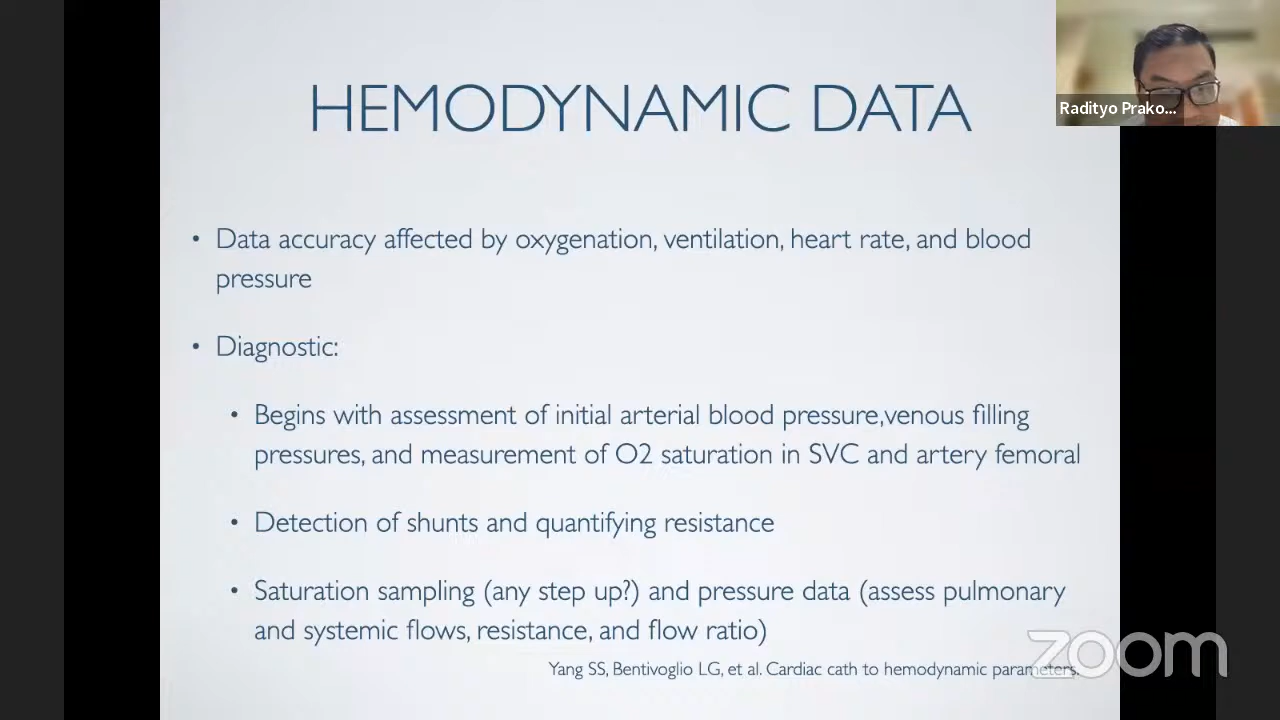 HEMODYNAMIC DATA
Radityo Prako...
• Data accuracy affected by oxygenation, ventilation, heart rate, and blood
pressure
• Diagnostic:
• Begins with assessment of initial arterial blood pressure,venous filling
pressures, and measurement of O2 saturation in SVC and artery femoral
• Detection of shunts and quantifying resistance
• Saturation sampling (any step up?) and pressure data (assess pulmonary
and systemic flows, resistance, and flow ratio)
Yang SS, Bentivoglio LG, et al. Cardiac cath to hemodynamic parameters.
zoom